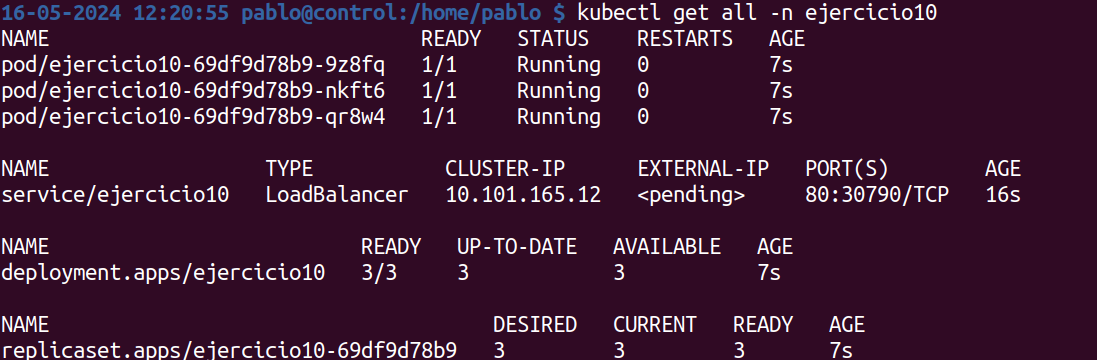 16-05-2024 12:20:55 pablo@control:/home/pablo $ kubectl get all -n ejercicio10
NAME READY STATUS RESTARTS AGE
pod/ejercicio10-69df9d78b9-9z8fq 1/1 Running 0 7s
pod/ejercicio10-69df9d78b9-nkft6 1/1 Running 0 7s
pod/ejercicio10-69df9d78b9-qr8w4 1/1 Running 0 7s
NAME TYPE CLUSTER-IP EXTERNAL-IP PORT(S) AGE
service/ejercicio10 LoadBalancer 10.101.165.12 <pending> 80:30790/TCP 16s
NAME READY UP-TO-DATE AVAILABLE AGE
deployment.apps/ejercicio10 3/3 3 3 7s
NAME DESIRED CURRENT READY AGE
replicaset.apps/ejercicio10-69df9d78b9 3 3 3 7s